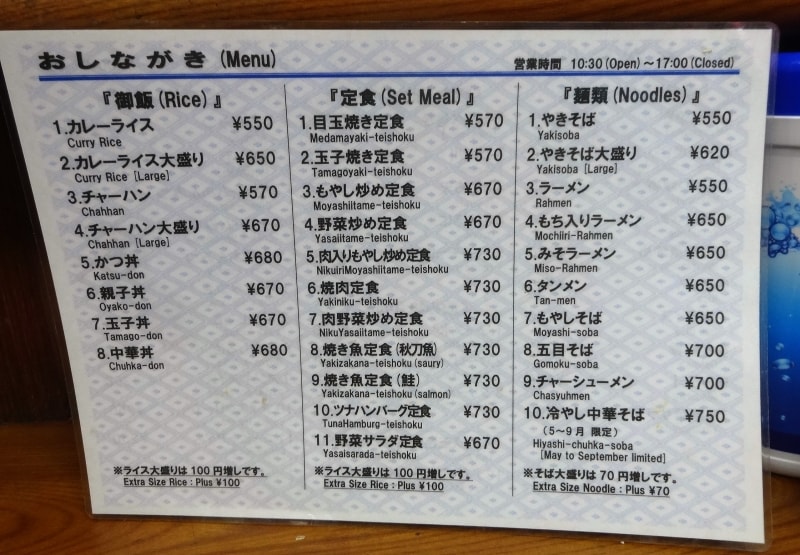 おしながき (Menu)
営業時間 10:30(Open)～17:00(Closed)
『御飯(Rice)』
1.カレーライス ¥550
Curry Rice
2.カレーライス大盛り ¥650
Curry Rice [Large]
3.チャーハン ¥570
Chahhan
4.チャーハン大盛り ¥670
Chahhan [Large]
5.かつ丼 ¥680
Katsu-don
6.親子丼 ¥670
Oyako-don
7.玉子丼 ¥670
Tamago-don
8.中華丼 ¥680
Chuhka-don
※ライス大盛りは 100 円増しです。
Extra Size Rice : Plus ¥100
『定食(Set Meal)』
1.目玉焼き定食 ¥570
Medamayaki-teishoku
2.玉子焼き定食 ¥570
Tamagoyaki-teishoku
3.もやし炒め定食 ¥670
Moyashiitame-teishoku
4.野菜炒め定食 ¥670
Yasaiitame-teishoku
5.肉入りもやし炒め定食 ¥730
NikuiriMoyashiitame-teishoku
6.焼肉定食 ¥730
Yakiniku-teishoku
7.肉野菜炒め定食 ¥730
NikuYasaiitame-teishoku
8.焼き魚定食(秋刀魚) ¥730
Yakizakana-teishoku(saury)
9.焼き魚定食(鮭) ¥730
Yakizakana-teishoku(salmon)
10.ツナハンバーグ定食 ¥730
TunaHamburg-teishoku
11.野菜サラダ定食 ¥670
Yasaisarada-teishoku
※ライス大盛りは 100 円増しです。
Extra Size Rice : Plus ¥100
『麺類(Noodles)』
1.やきそば ¥550
Yakisoba
2.やきそば大盛り ¥620
Yakisoba [Large]
3.ラーメン ¥550
Rahmen
4.もち入りラーメン ¥650
Mochiiri-Rahmen
5.みそラーメン ¥650
Miso-Rahmen
6.タンメン ¥650
Tan-men
7.もやしそば ¥650
Moyashi-soba
8.五目そば ¥700
Gomoku-soba
9.チャーシューメン ¥700
Chasyuhmen
10.冷やし中華そば ¥750
(5～9月 限定)
Hiyashi-chuhka-soba
[May to September limited]
※そば大盛りは 70 円増しです。
Extra Size Noodle : Plus ¥70